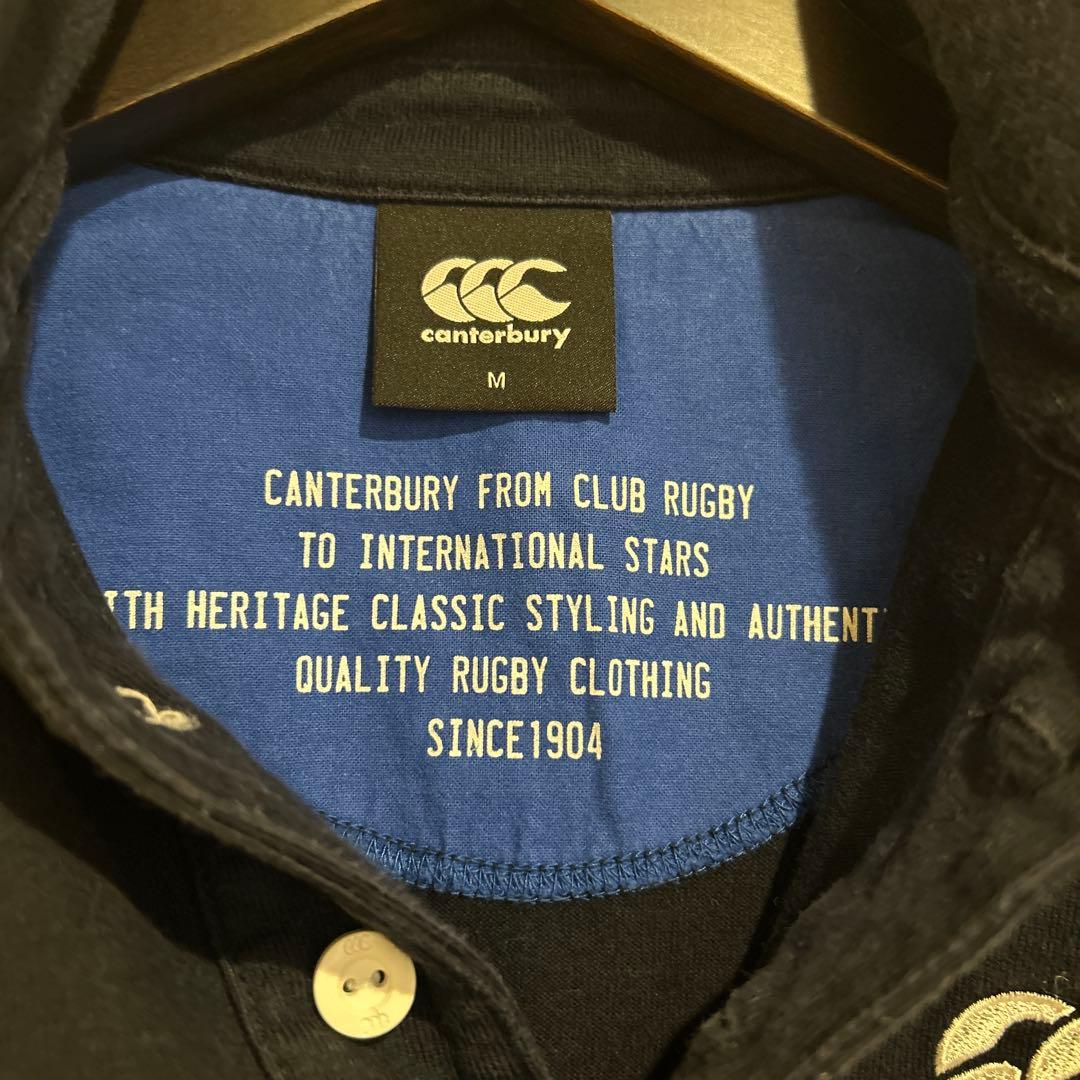 canterbury
M
CANTERBURY FROM CLUB RUGBY
TO INTERNATIONAL STARS
HERITAGE CLASSIC STYLING AND
QUALITY RUGBY CLOTHING
SINCE1904